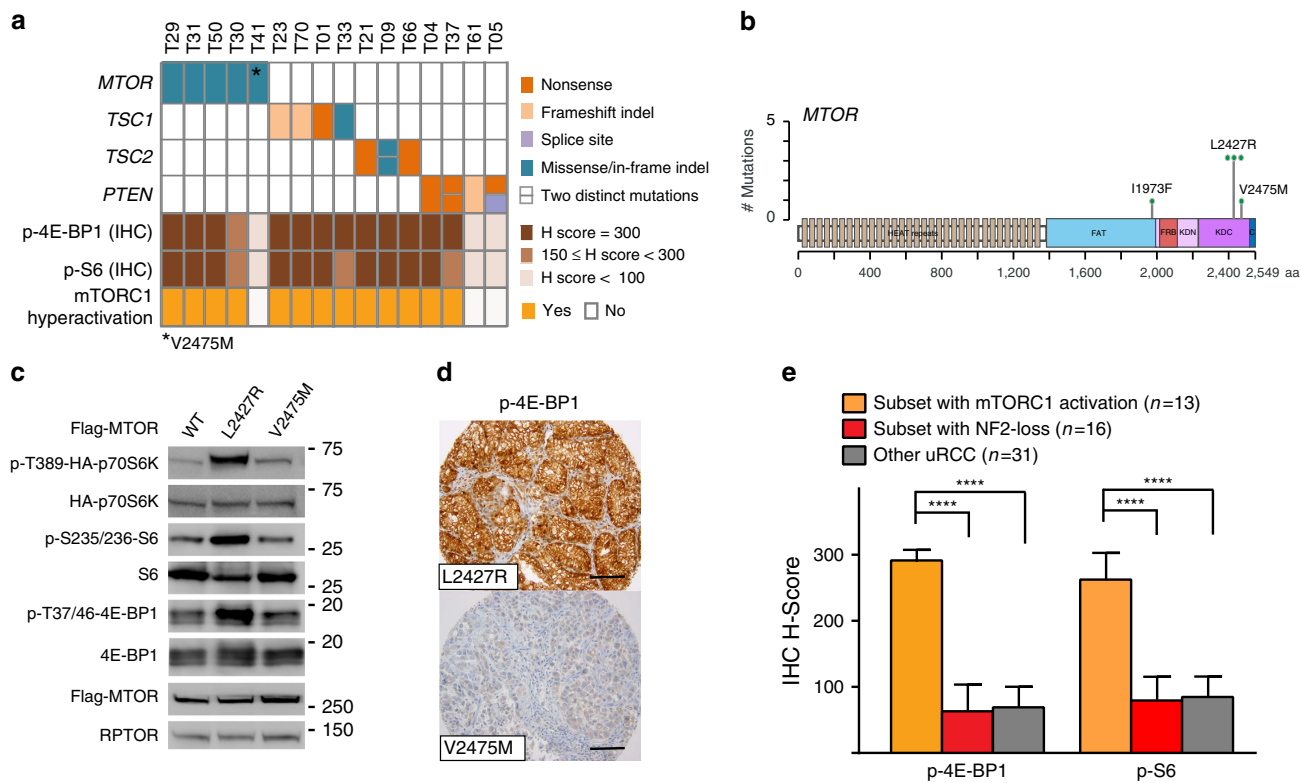 a
T29 T31 T50 T30 T41 T23 T70 T01 T33 T21 T09 T66 T04 T37 T61 T05
MTOR
*
TSC1
TSC2
PTEN
p-4E-BP1 (IHC)
p-S6 (IHC)
mTORC1
hyperactivation
*V2475M
Nonsense
Frameshift indel
Splice site
Missense/in-frame indel
Two distinct mutations
H score = 300
150 ≤ H score < 300
H score < 100
Yes No
b
MTOR
# Mutations
5
0
L2427R
I1973F
V2475M
HEAT repeats
FAT
FRB
KDN
KDC
C
0 400 800 1,200 1,600 2,000 2,400 2,549 aa
c
Flag-MTOR
WT L2427R V2475M
p-T389-HA-p70S6K
75
HA-p70S6K
75
p-S235/236-S6
25
S6
25
p-T37/46-4E-BP1
20
4E-BP1
20
Flag-MTOR
250
RPTOR
150
d
p-4E-BP1
L2427R
V2475M
e
Subset with mTORC1 activation (n=13)
Subset with NF2-loss (n=16)
Other uRCC (n=31)
IHC H-Score
300
200
100
****
****
****
****
p-4E-BP1
p-S6